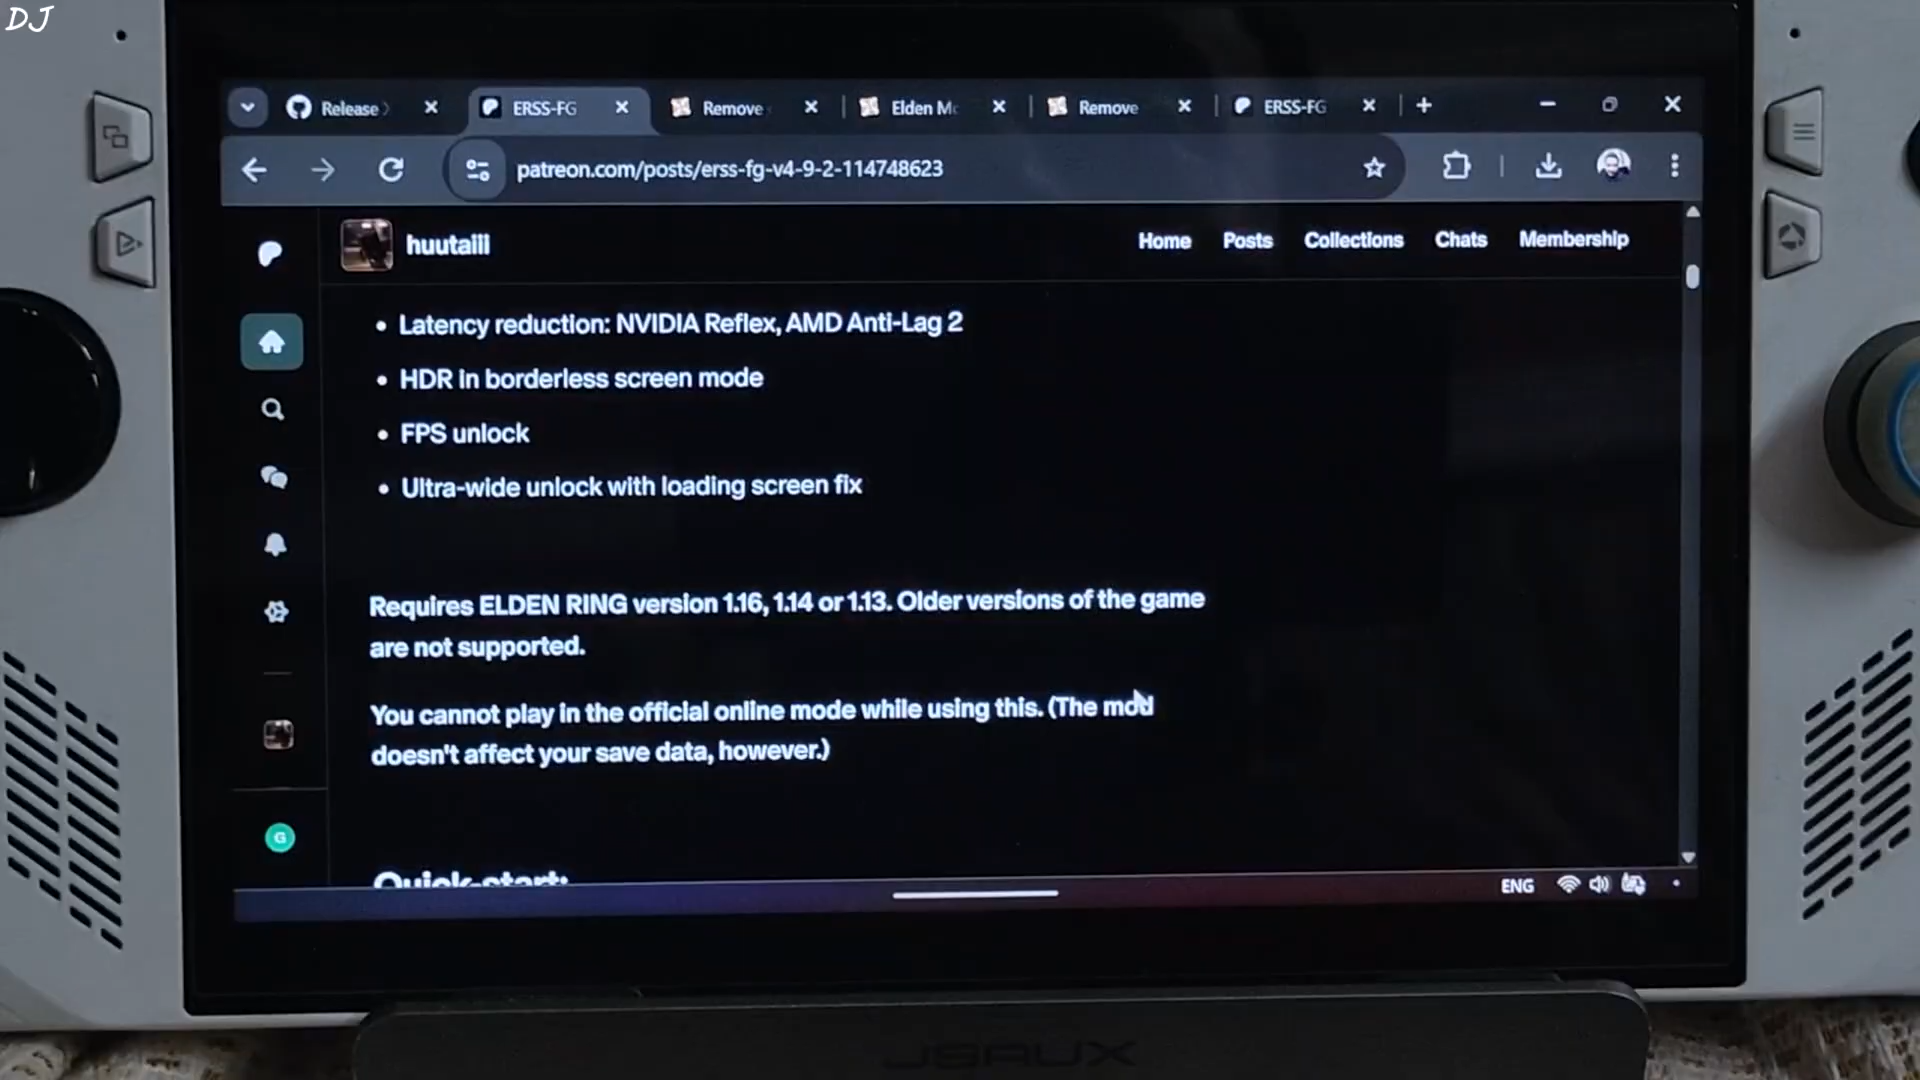 DJ
Release
ERSS-FG
Remove
Elden Mo
Remove
ERSS-FG
patreon.com/posts/erss-fg-v4-9-2-114748623
huutaiii
Home
Posts
Collections
Chats
Membership
• Latency reduction: NVIDIA Reflex, AMD Anti-Lag 2
• HDR in borderless screen mode
• FPS unlock
• Ultra-wide unlock with loading screen fix
Requires ELDEN RING version 1.16, 1.14 or 1.13. Older versions of the game
are not supported.
You cannot play in the official online mode while using this. (The mod
doesn't affect your save data, however.)
G
Quick-start:
ENG
JSAUX